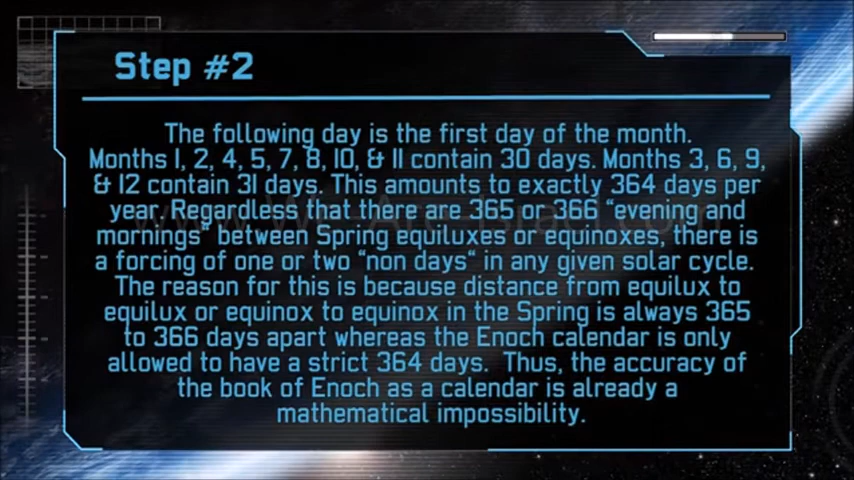 Step #2
The following day is the first day of the month.
Months 1, 2, 4, 5, 7, 8, 10, & 11 contain 30 days. Months 3, 6, 9,
& 12 contain 31 days. This amounts to exactly 364 days per
year. Regardless that there are 365 or 366 “evening and
mornings“ between Spring equiluxes or equinoxes, there is
a forcing of one or two “non days“ in any given solar cycle.
The reason for this is because distance from equilux to
equilux or equinox to equinox in the Spring is always 365
to 366 days apart whereas the Enoch calendar is only
allowed to have a strict 364 days. Thus, the accuracy of
the book of Enoch as a calendar is already a
mathematical impossibility.